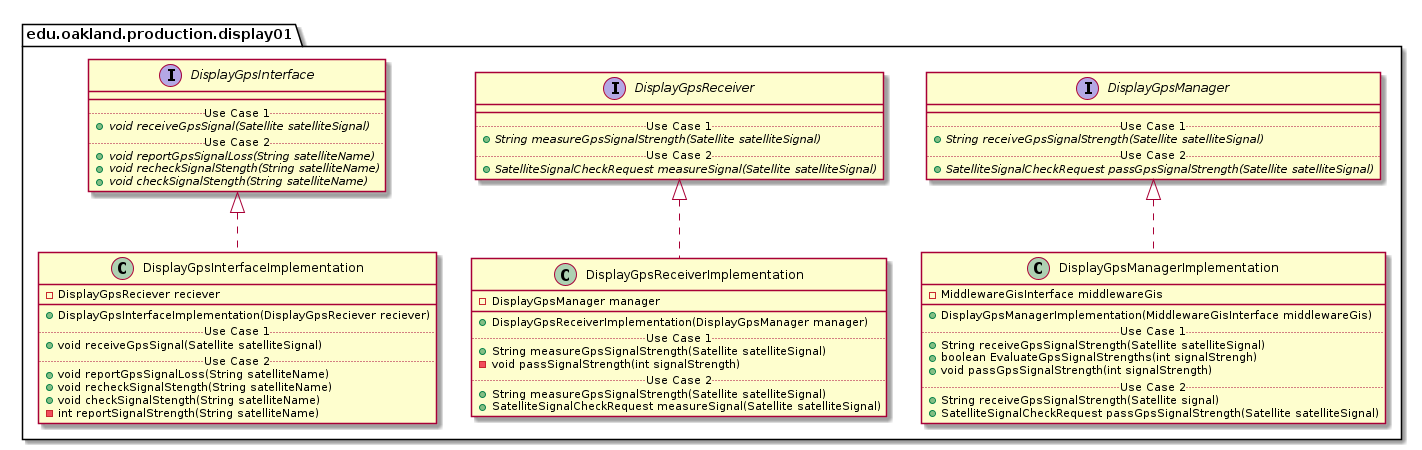 edu.oakland.production.display01
I DisplayGpsInterface
Use Case 1
void receiveGpsSignal(Satellite satelliteSignal)
Use Case 2
void reportGpsSignalLoss(String satelliteName)
void recheckSignalStength(String satelliteName)
void checkSignalStength(String satelliteName)
I DisplayGpsReceiver
Use Case 1
String measureGpsSignalStrength(Satellite satelliteSignal)
Use Case 2
SatelliteSignalCheckRequest measureSignal(Satellite satelliteSignal)
I DisplayGpsManager
Use Case 1
String receiveGpsSignalStrength(Satellite satelliteSignal)
Use Case 2
SatelliteSignalCheckRequest passGpsSignalStrength(Satellite satelliteSignal)
C DisplayGpsInterfaceImplementation
DisplayGpsReciever reciever
DisplayGpsInterfaceImplementation(DisplayGpsReciever reciever)
Use Case 1
void receiveGpsSignal(Satellite satelliteSignal)
Use Case 2
void reportGpsSignalLoss(String satelliteName)
void recheckSignalStength(String satelliteName)
void checkSignalStength(String satelliteName)
int reportSignalStrength(String satelliteName)
C DisplayGpsReceiverImplementation
DisplayGpsManager manager
DisplayGpsReceiverImplementation(DisplayGpsManager manager)
Use Case 1
String measureGpsSignalStrength(Satellite satelliteSignal)
void passSignalStrength(int signalStrength)
Use Case 2
String measureGpsSignalStrength(Satellite satelliteSignal)
SatelliteSignalCheckRequest measureSignal(Satellite satelliteSignal)
C DisplayGpsManagerImplementation
MiddlewareGisInterface middlewareGis
DisplayGpsManagerImplementation(MiddlewareGisInterface middlewareGis)
Use Case 1
String receiveGpsSignalStrength(Satellite satelliteSignal)
boolean EvaluateGpsSignalStrengths(int signalStrengh)
void passGpsSignalStrength(int signalStrength)
Use Case 2
String receiveGpsSignalStrength(Satellite signal)
SatelliteSignalCheckRequest passGpsSignalStrength(Satellite satelliteSignal)